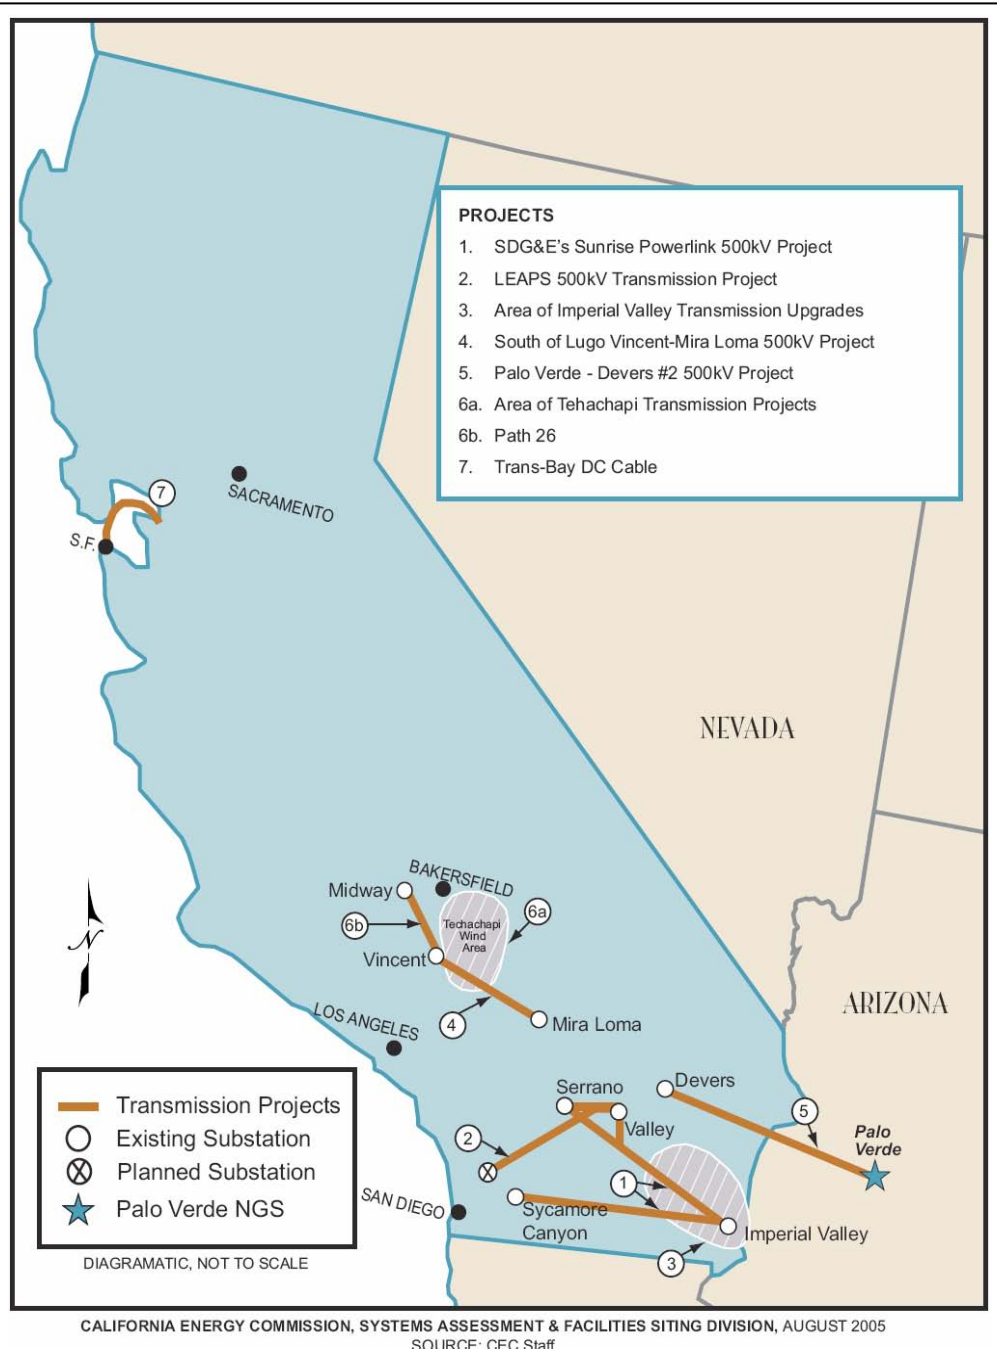 PROJECTS
1. SDG&E's Sunrise Powerlink 500kV Project
2. LEAPS 500kV Transmission Project
3. Area of Imperial Valley Transmission Upgrades
4. South of Lugo Vincent-Mira Loma 500kV Project
5. Palo Verde - Devers #2 500kV Project
6a. Area of Tehachapi Transmission Projects
6b. Path 26
7. Trans-Bay DC Cable
7
SACRAMENTO
S.F.
NEVADA
BAKERSFIELD
Midway
6b
6a
Techachapi
Wind
Area
Vincent
ARIZONA
LOS ANGELES
4
Mira Loma
Serrano
Devers
5
2
Valley
Palo
Verde
1
SAN DIEGO
Sycamore
Canyon
Imperial Valley
3
N
Transmission Projects
Existing Substation
Planned Substation
Palo Verde NGS
DIAGRAMATIC, NOT TO SCALE
CALIFORNIA ENERGY COMMISSION, SYSTEMS ASSESSMENT & FACILITIES SITING DIVISION, AUGUST 2005
SOURCE: CEC Staff